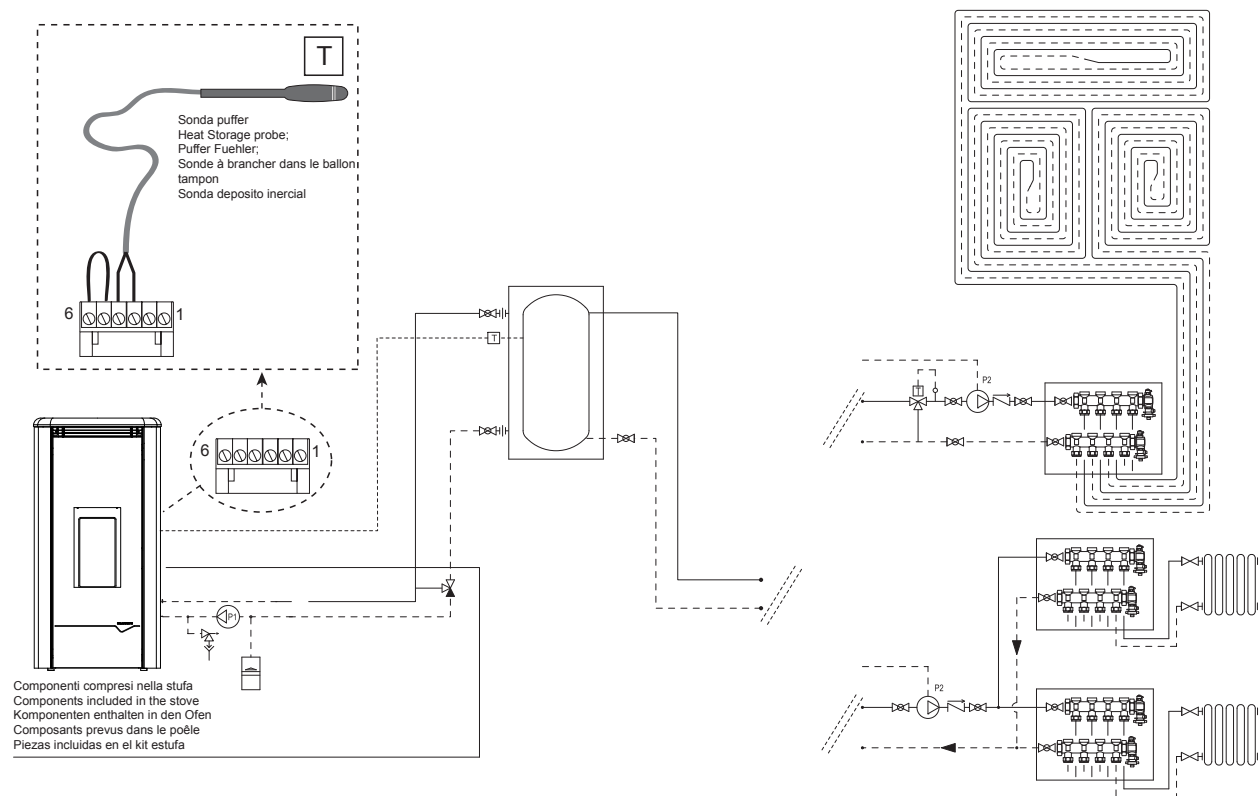 T
Sonda puffer
Heat Storage probe;
Puffer Fuehler;
Sonde à brancher dans le ballon
tampon
Sonda deposito inercial
6
1
6
1
T
P1
Componenti compresi nella stufa
Components included in the stove
Komponenten enthalten in den Ofen
Composants prevus dans le poêle
Piezas incluidas en el kit estufa
T
P2
P2